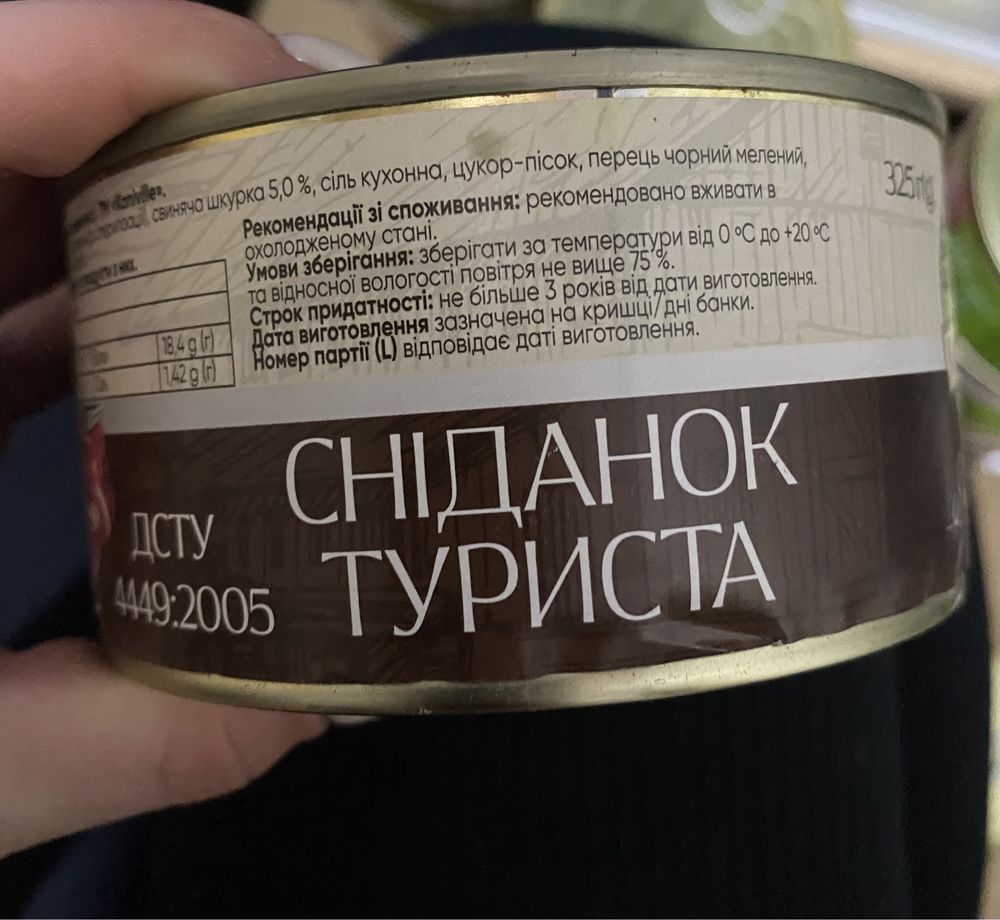 свиняча шкурка 5,0 %, сіль кухонна, цукор-пісок, перець чорний мелений,
Рекомендації зі споживання: рекомендовано вживати в
охолодженому стані.
Умови зберігання: зберігати за температури від 0 °C до +20 °C
та відносної вологості повітря не вище 75 %.
Строк придатності: не більше 3 років від дати виготовлення.
Дата виготовлення зазначена на кришці/дні банки.
Номер партії (L) відповідає даті виготовлення.
18,4 g (г)
1,42 g (г)
325
ДСТУ
4449:2005
СНІДАНОК
ТУРИСТА